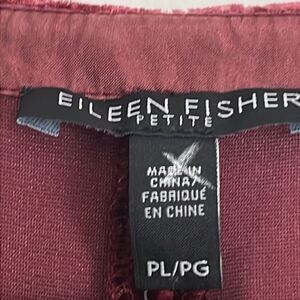 EILEEN FISHER
PETITE
MADE IN
CHINA/
FABRIQUÉ
EN CHINE
PL/PG